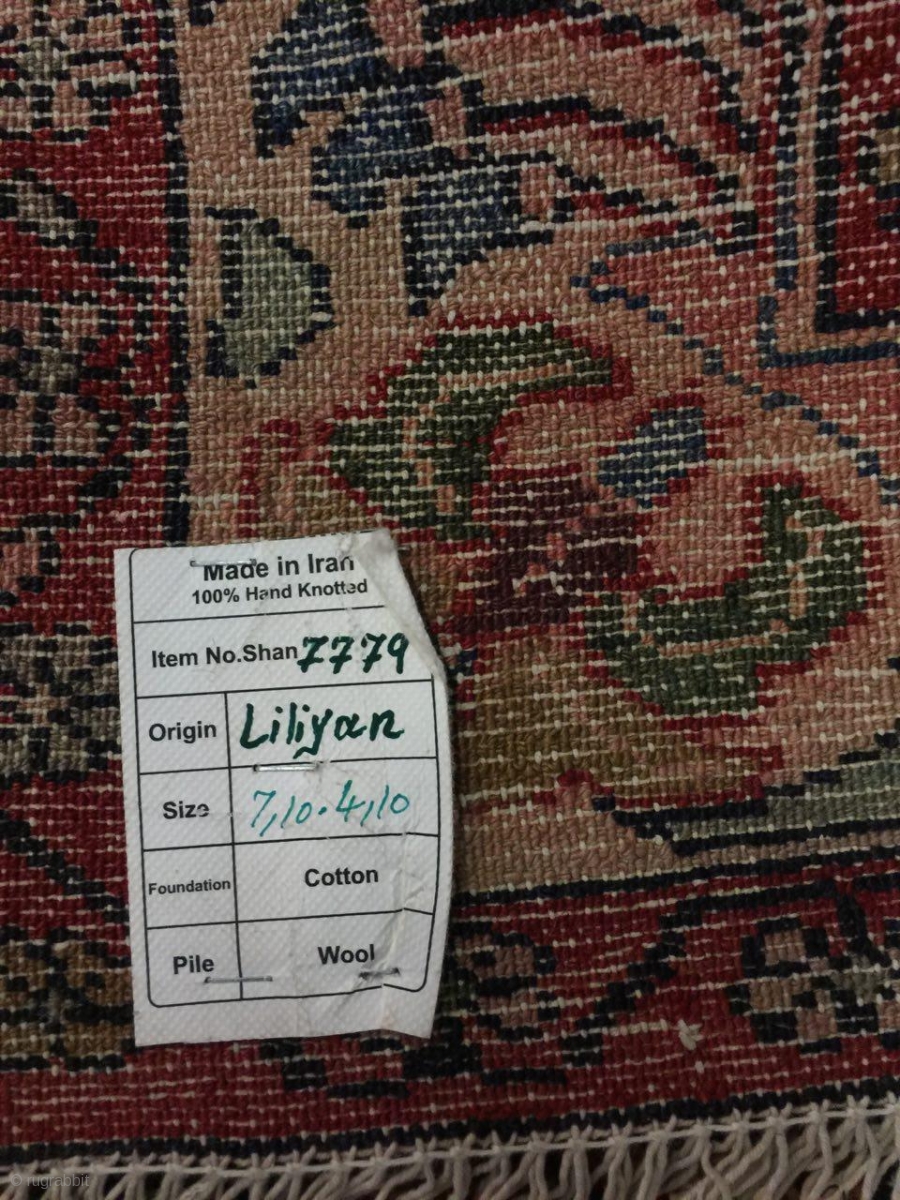 Made in Iran
100% Hand Knotted
Item No.Shan 7779
Origin Liliyan
Size 7,10.4,10
Foundation Cotton
Pile Wool
© rugrabbit